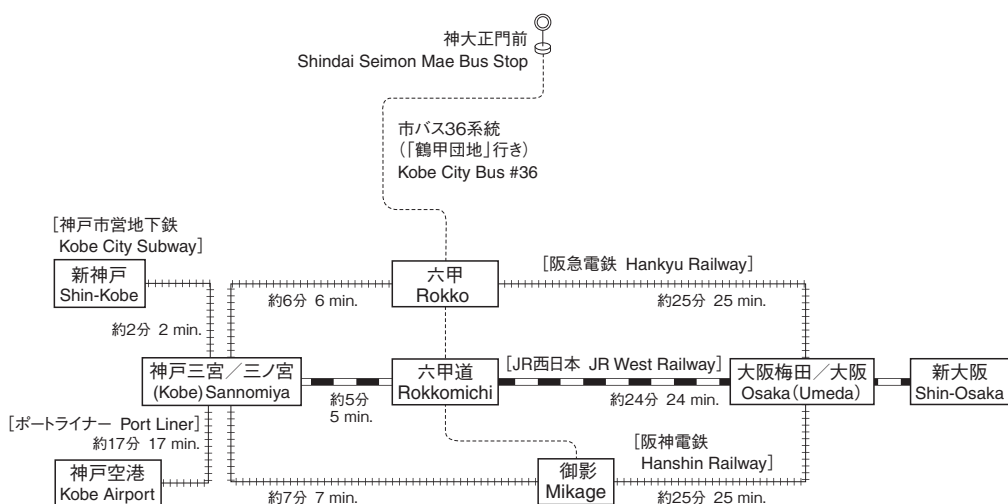 神大正門前
Shindai Seimon Mae Bus Stop
市バス36系統
（「鶴甲団地」行き）
Kobe City Bus #36
［神戸市営地下鉄
Kobe City Subway］
新神戸
Shin-Kobe
約2分 2 min.
六甲
Rokko
［阪急電鉄 Hankyu Railway］
約6分 6 min.
約25分 25 min.
神戸三宮／三ノ宮
(Kobe) Sannomiya
約5分
5 min.
六甲道
Rokkomichi
［JR西日本 JR West Railway］
約24分 24 min.
大阪梅田／大阪
Osaka（Umeda）
新大阪
Shin-Osaka
［ポートライナー Port Liner］
約17分 17 min.
神戸空港
Kobe Airport
約7分 7 min.
御影
Mikage
［阪神電鉄
Hanshin Railway］
約25分 25 min.